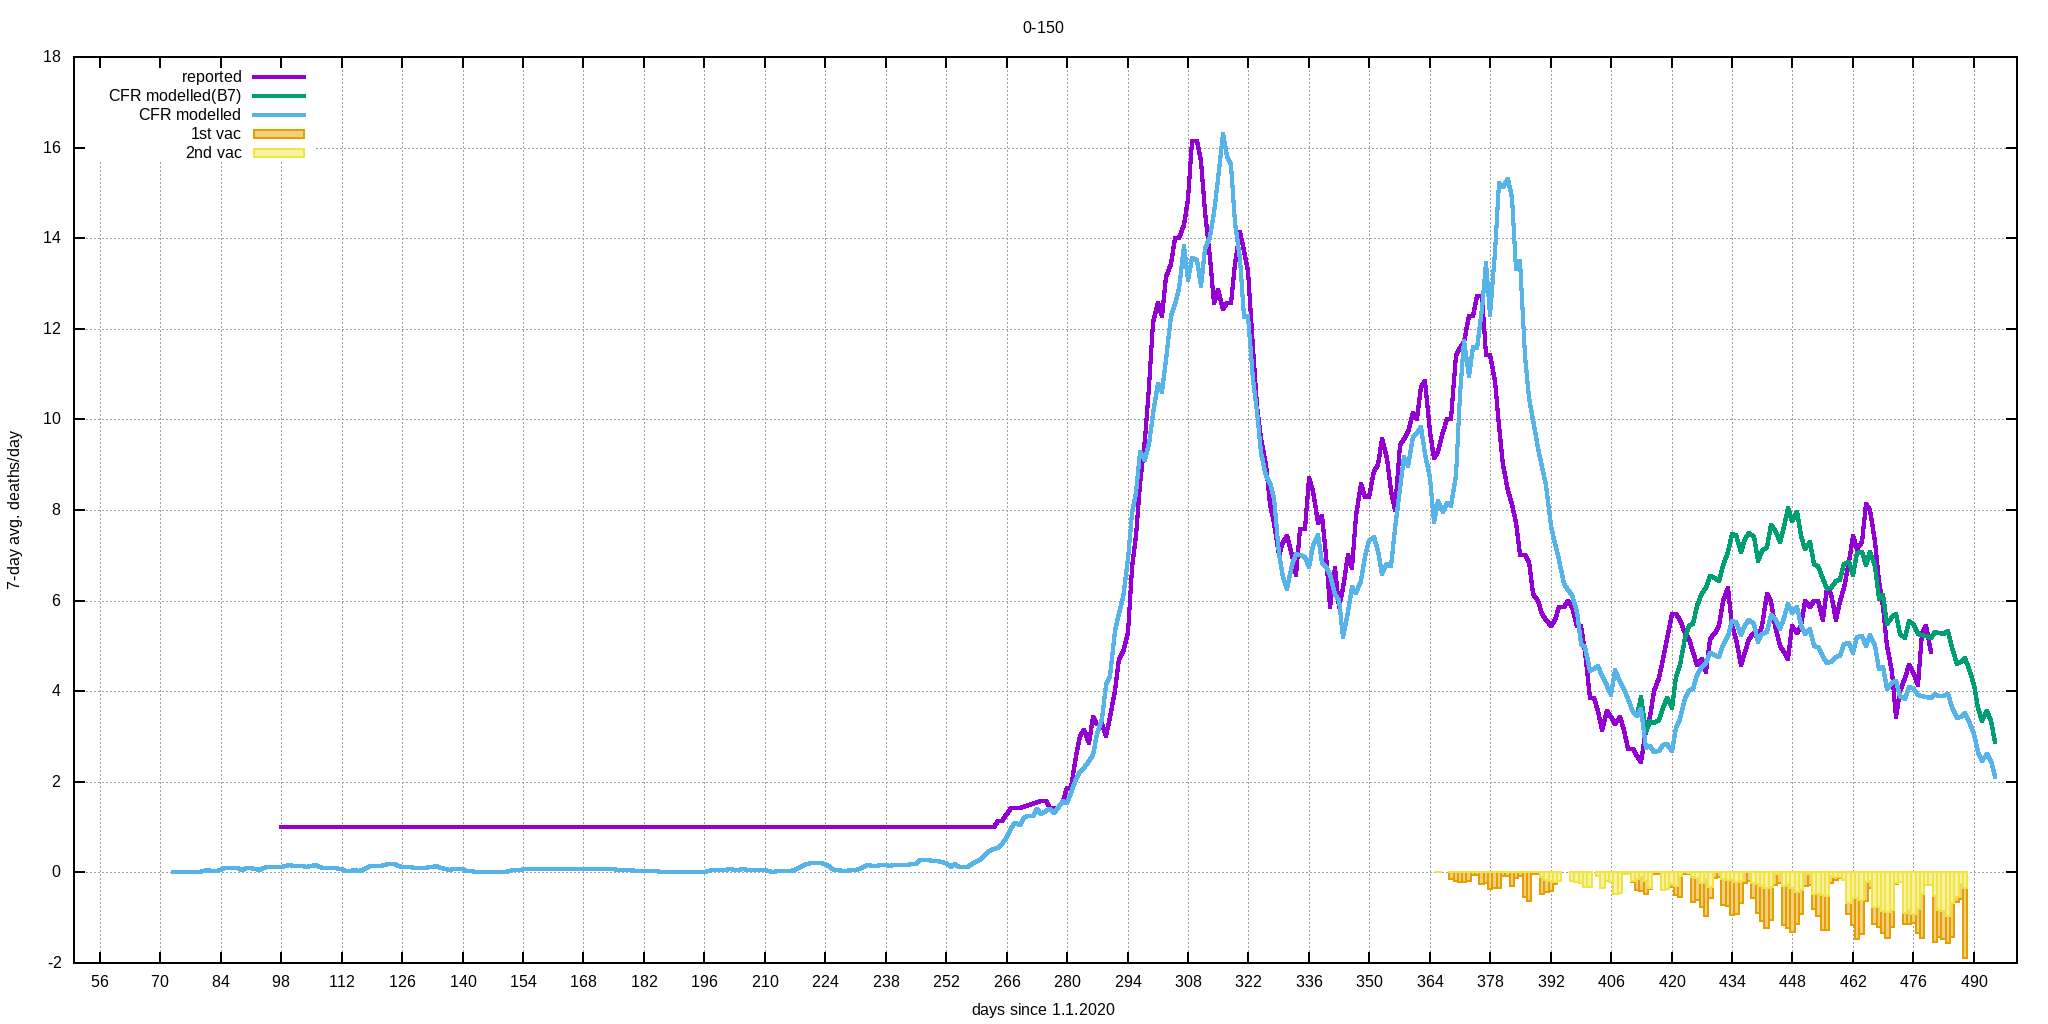 0-150
18
16
14
12
10
8
6
4
2
0
-2
reported
CFR modelled(B7)
CFR modelled
1st vac
2nd vac
7-day avg. deaths/day
56 70 84 98 112 126 140 154 168 182 196 210 224 238 252 266 280 294 308 322 336 350 364 378 392 406 420 434 448 462 476 490
days since 1.1.2020